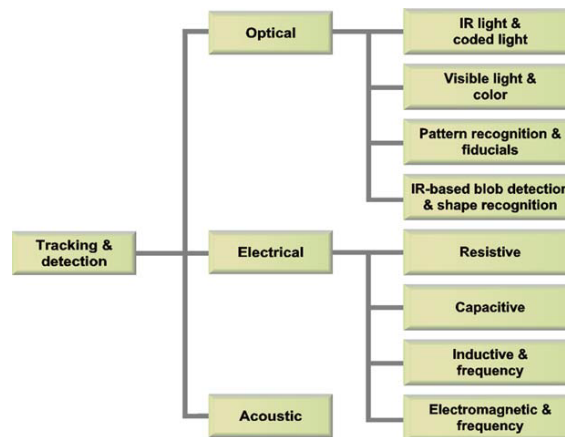 Optical
IR light &
coded light
Visible light &
color
Pattern recognition &
fiducials
IR-based blob detection
& shape recognition
Tracking &
detection
Electrical
Resistive
Capacitive
Inductive &
frequency
Acoustic
Electromagnetic &
frequency